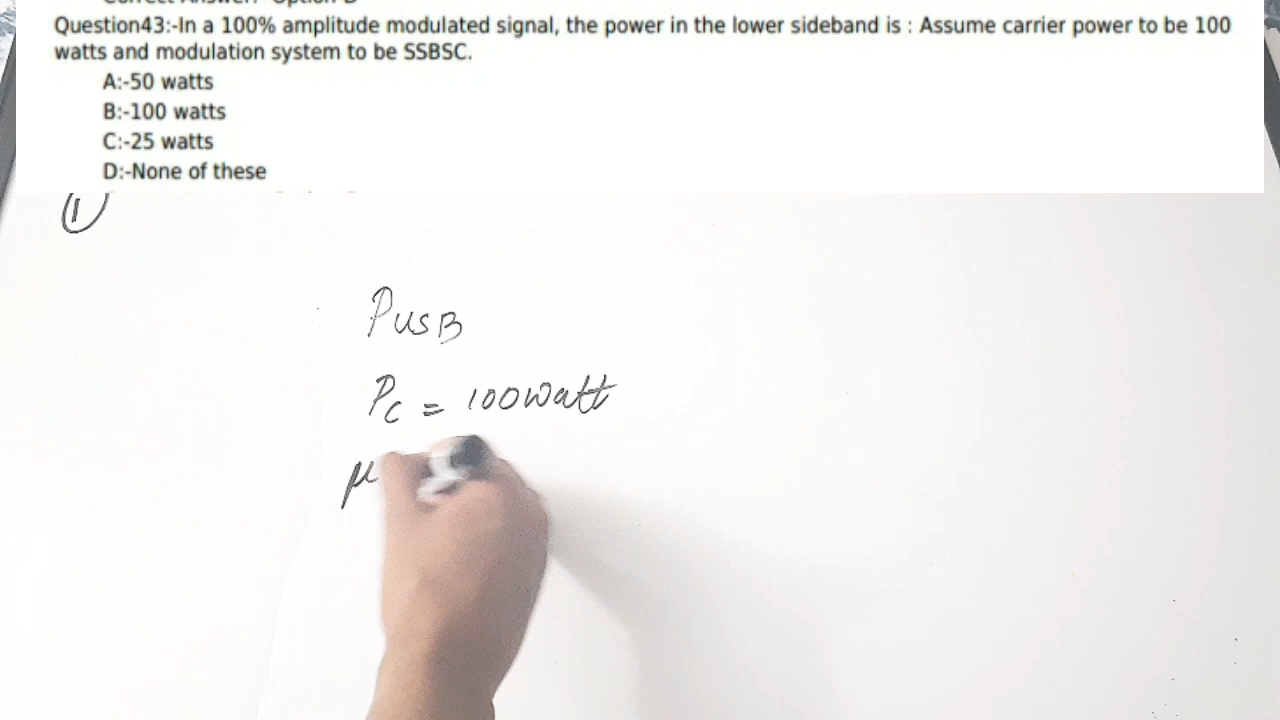 Question43:-In a 100% amplitude modulated signal, the power in the lower sideband is : Assume carrier power to be 100
watts and modulation system to be SSBSC.
A:-50 watts
B:-100 watts
C:-25 watts
D:-None of these
1
PUSB
Pc = 100watt
μ